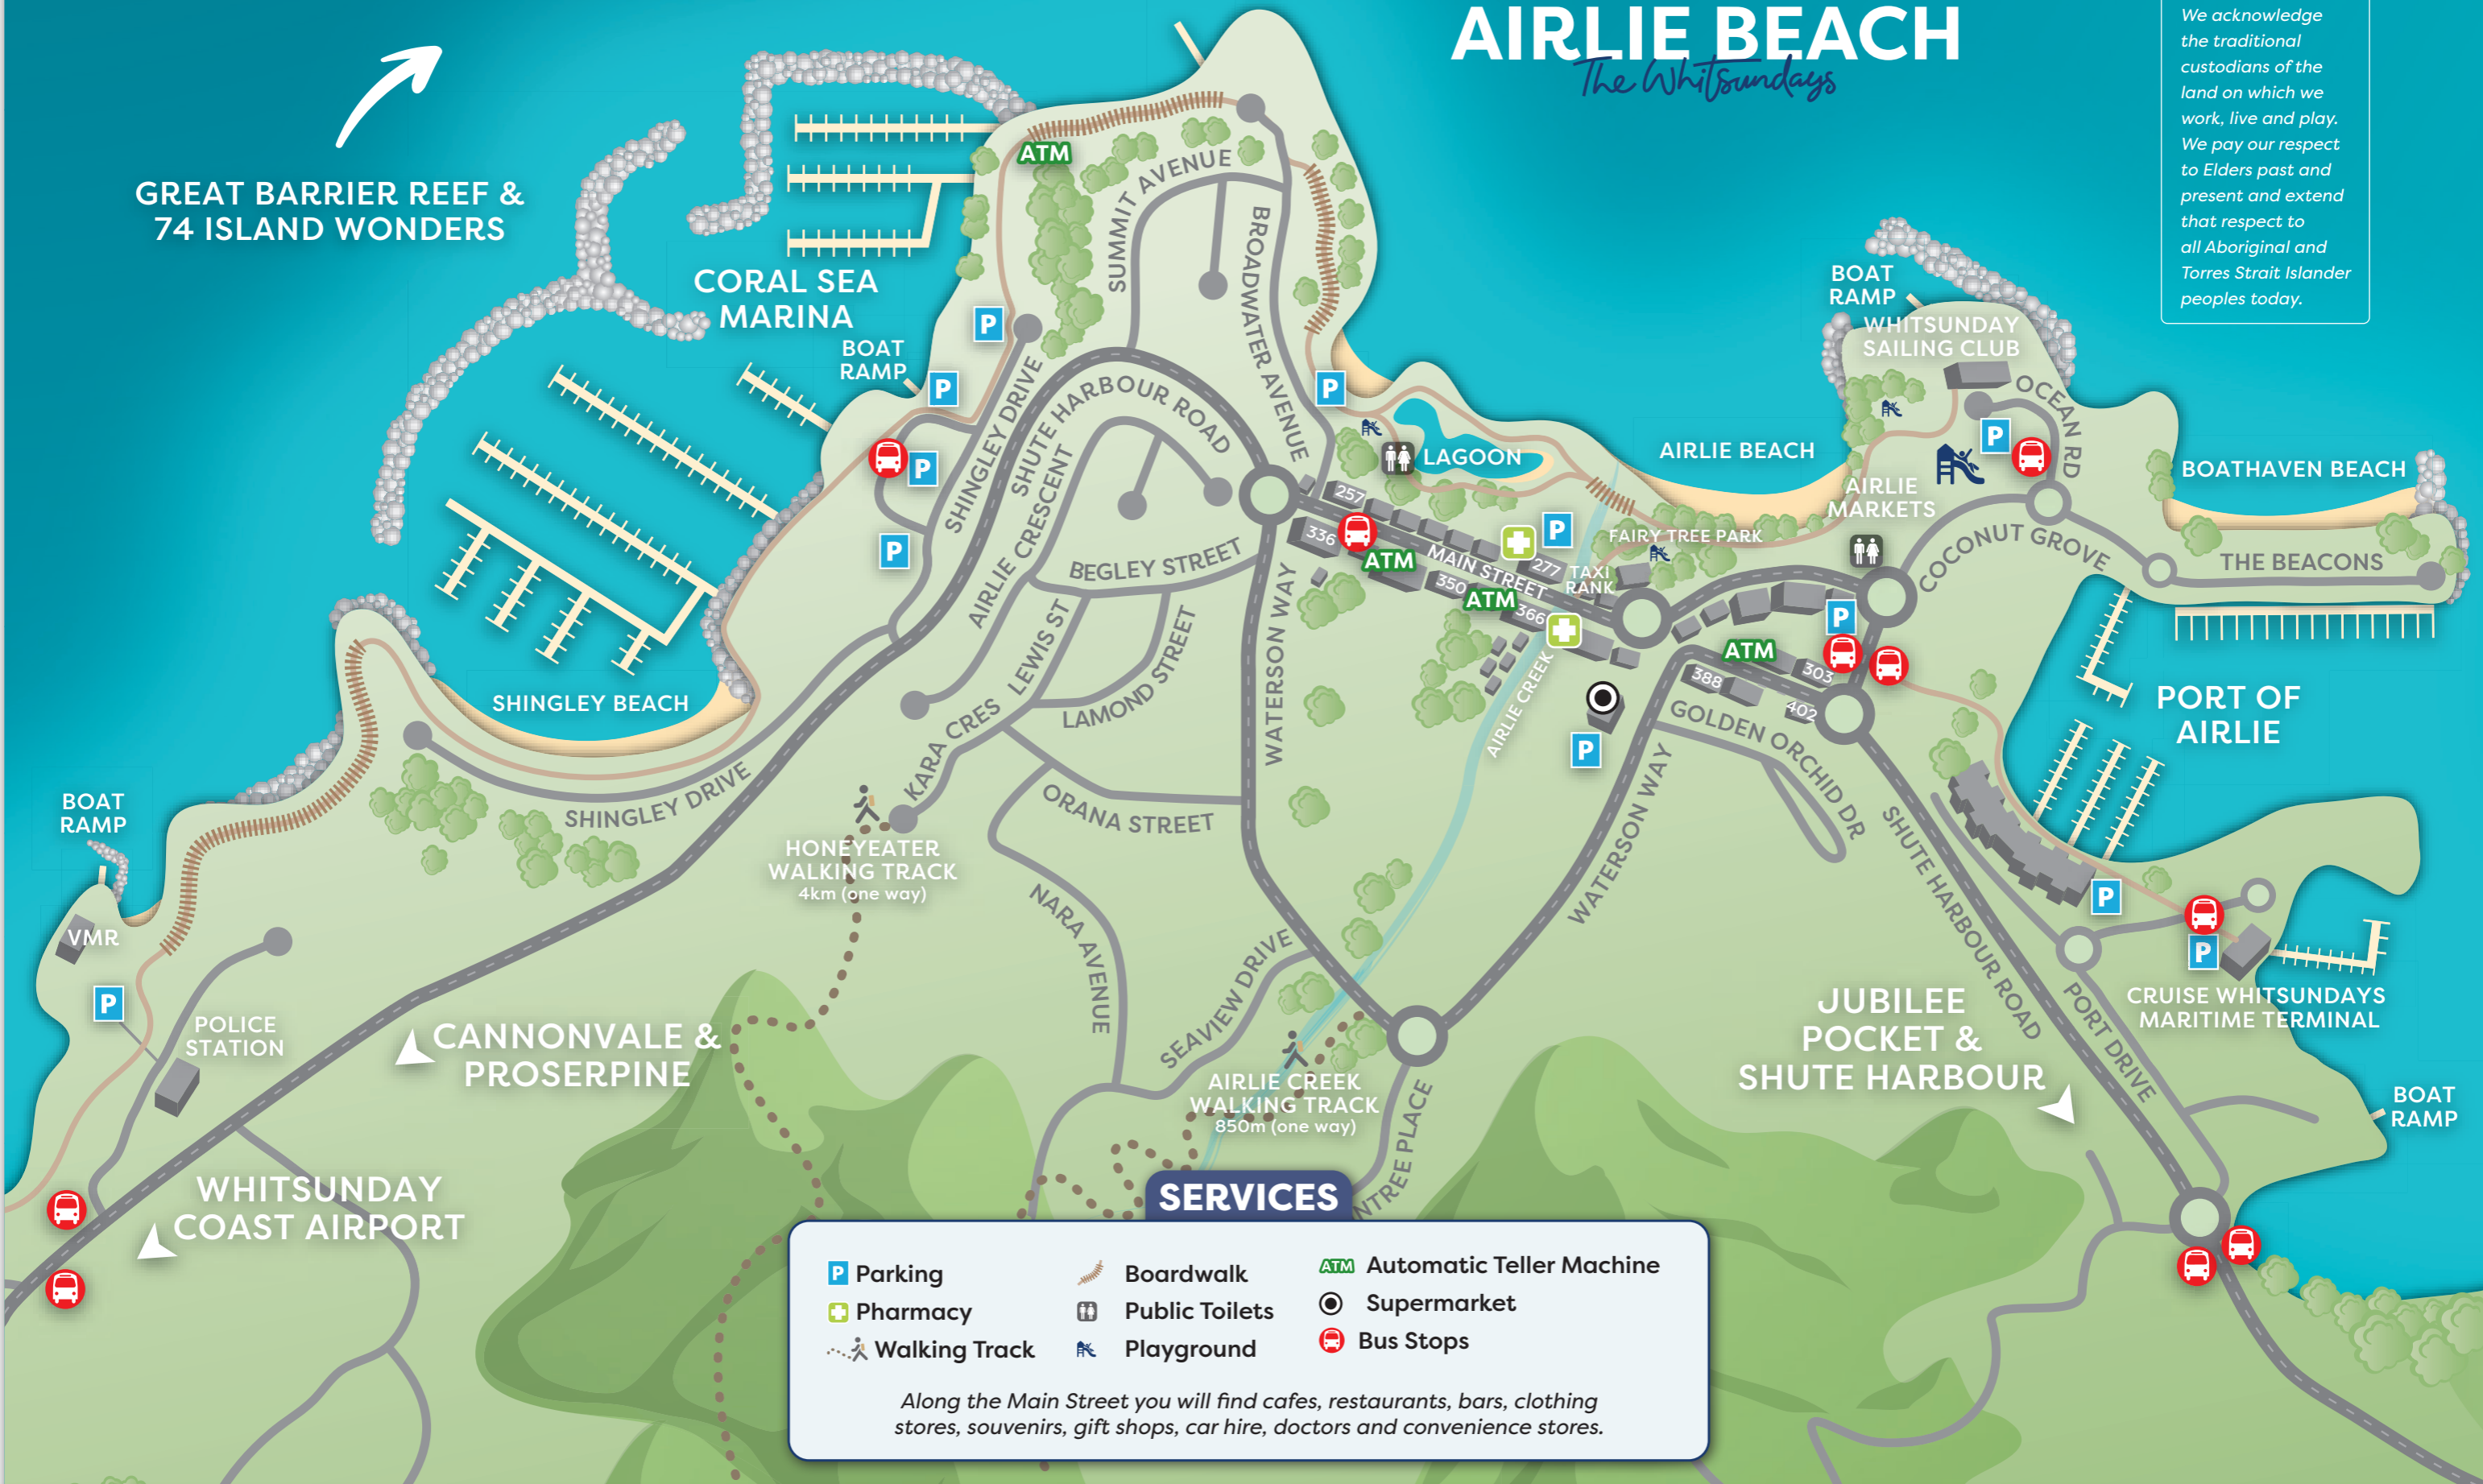 AIRLIE BEACH
The Whitsundays
We acknowledge
the traditional
custodians of the
land on which we
work, live and play.
We pay our respect
to Elders past and
present and extend
that respect to
all Aboriginal and
Torres Strait Islander
peoples today.
GREAT BARRIER REEF &
74 ISLAND WONDERS
CORAL SEA
MARINA
BOAT
RAMP
ATM
SUMMIT AVENUE
BROADWATER AVENUE
P
P
P
P
P
SHINGLEY DRIVE
SHUTE HARBOUR ROAD
AIRLIE CRESCENT
BEGLEY STREET
LEWIS ST
LAMOND STREET
KARA CRES
ORANA STREET
NARA AVENUE
SEAVIEW DRIVE
WATERSON WAY
LAGOON
AIRLIE BEACH
BOAT
RAMP
WHITSUNDAY
SAILING CLUB
OCEAN RD
P
AIRLIE
MARKETS
BOATHAVEN BEACH
COCONUT GROVE
THE BEACONS
257
336
ATM
MAIN STREET
P
277
350
ATM
366
TAXI
RANK
FAIRY TREE PARK
AIRLIE CREEK
P
P
ATM
303
388
402
GOLDEN ORCHID DR
WATERSON WAY
SHUTE HARBOUR ROAD
PORT OF
AIRLIE
P
P
CRUISE WHITSUNDAYS
MARITIME TERMINAL
PORT DRIVE
BOAT
RAMP
JUBILEE
POCKET &
SHUTE HARBOUR
SHINGLEY BEACH
SHINGLEY DRIVE
BOAT
RAMP
VMR
P
POLICE
STATION
HONEYEATER
WALKING TRACK
4km (one way)
CANNONVALE &
PROSERPINE
WHITSUNDAY
COAST AIRPORT
AIRLIE CREEK
WALKING TRACK
850m (one way)
NTREE PLACE
SERVICES
P Parking
Pharmacy
Walking Track
Boardwalk
Public Toilets
Playground
ATM Automatic Teller Machine
Supermarket
Bus Stops
Along the Main Street you will find cafes, restaurants, bars, clothing
stores, souvenirs, gift shops, car hire, doctors and convenience stores.